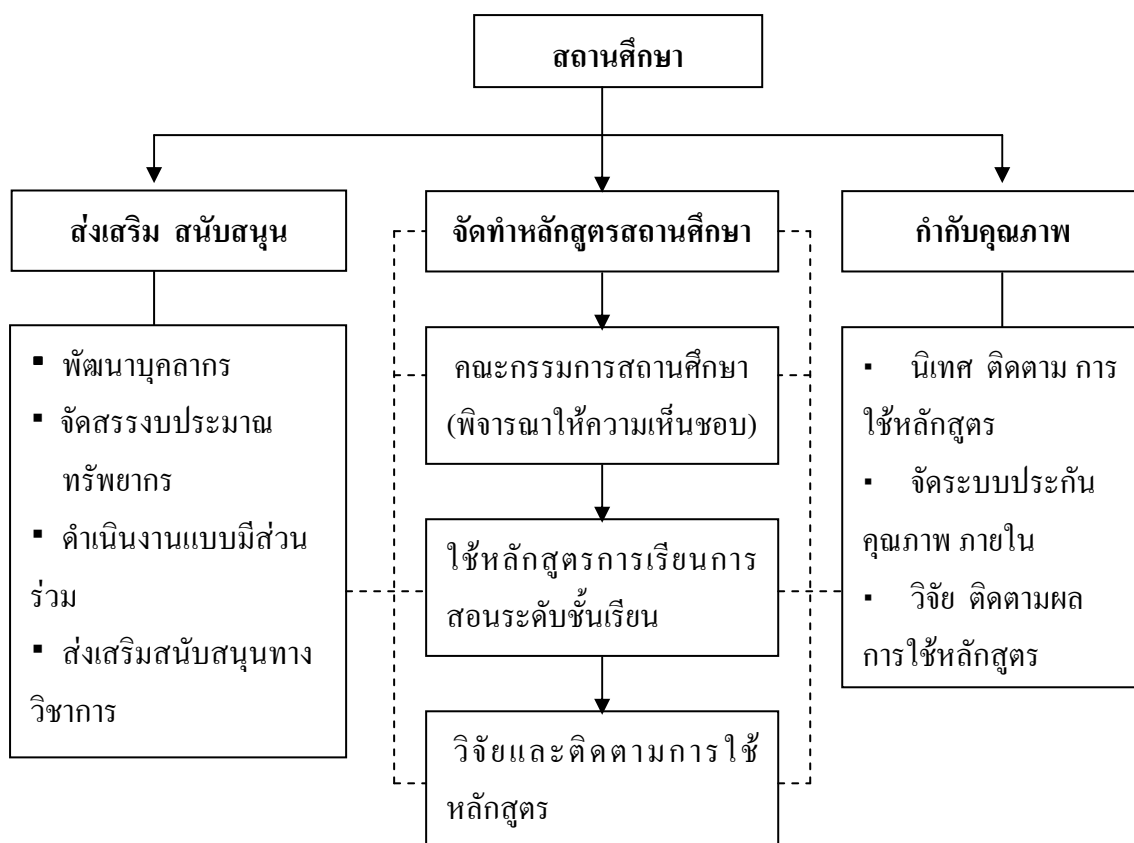 สถานศึกษา
ส่งเสริม สนับสนุน
▪ พัฒนาบุคลากร
▪ จัดสรรงบประมาณ
ทรัพยากร
▪ ดำเนินงานแบบมีส่วน
ร่วม
▪ ส่งเสริมสนับสนุนทาง
วิชาการ
จัดทำหลักสูตรสถานศึกษา
คณะกรรมการสถานศึกษา
(พิจารณาให้ความเห็นชอบ)
ใช้หลักสูตรการเรียนการ
สอนระดับชั้นเรียน
วิจัยและติดตามการใช้
หลักสูตร
กำกับคุณภาพ
▪ นิเทศ ติดตาม การ
ใช้หลักสูตร
▪ จัดระบบประกัน
คุณภาพ ภายใน
▪ วิจัย ติดตามผล
การใช้หลักสูตร